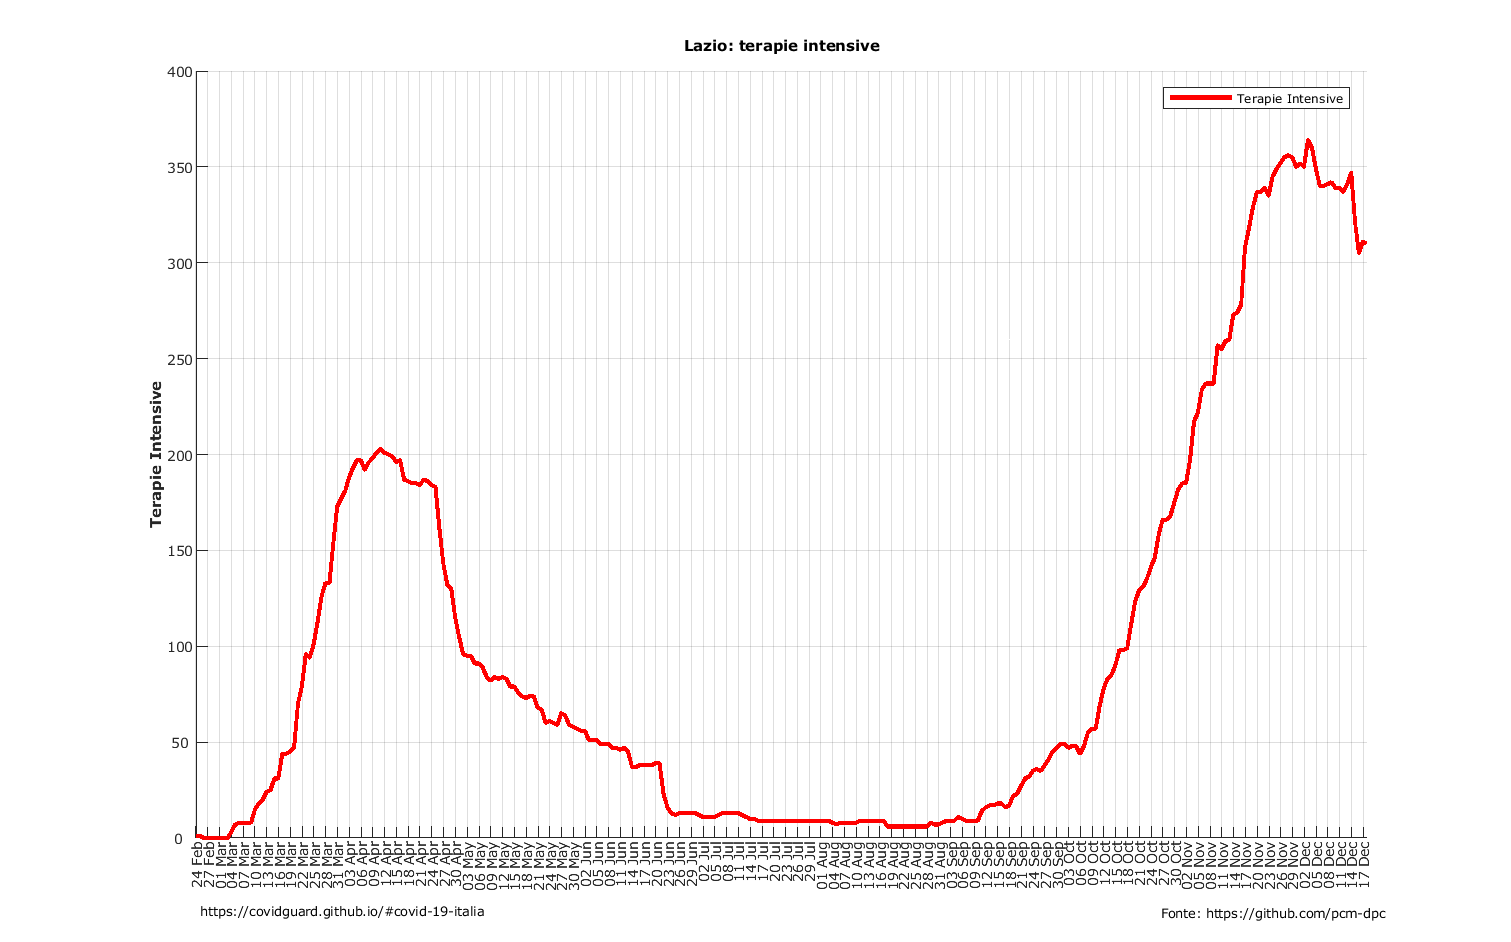 Lazio: terapie intensive
Terapie Intensive
400
350
300
250
200
150
100
50
0
Terapie Intensive
24 Feb
27 Feb
01 Mar
04 Mar
07 Mar
10 Mar
13 Mar
16 Mar
19 Mar
22 Mar
25 Mar
28 Mar
31 Mar
03 Apr
06 Apr
09 Apr
12 Apr
15 Apr
18 Apr
21 Apr
24 Apr
27 Apr
30 Apr
03 May
06 May
09 May
12 May
15 May
18 May
21 May
24 May
27 May
30 May
02 Jun
05 Jun
08 Jun
11 Jun
14 Jun
17 Jun
20 Jun
23 Jun
26 Jun
29 Jun
02 Jul
05 Jul
08 Jul
11 Jul
14 Jul
17 Jul
20 Jul
23 Jul
26 Jul
29 Jul
01 Aug
04 Aug
07 Aug
10 Aug
13 Aug
16 Aug
19 Aug
22 Aug
25 Aug
28 Aug
31 Aug
03 Sep
06 Sep
09 Sep
12 Sep
15 Sep
18 Sep
21 Sep
24 Sep
27 Sep
30 Sep
03 Oct
06 Oct
09 Oct
12 Oct
15 Oct
18 Oct
21 Oct
24 Oct
27 Oct
30 Oct
02 Nov
05 Nov
08 Nov
11 Nov
14 Nov
17 Nov
20 Nov
23 Nov
26 Nov
29 Nov
02 Dec
05 Dec
08 Dec
11 Dec
14 Dec
17 Dec
https://covidguard.github.io/#covid-19-italia
Fonte: https://github.com/pcm-dpc